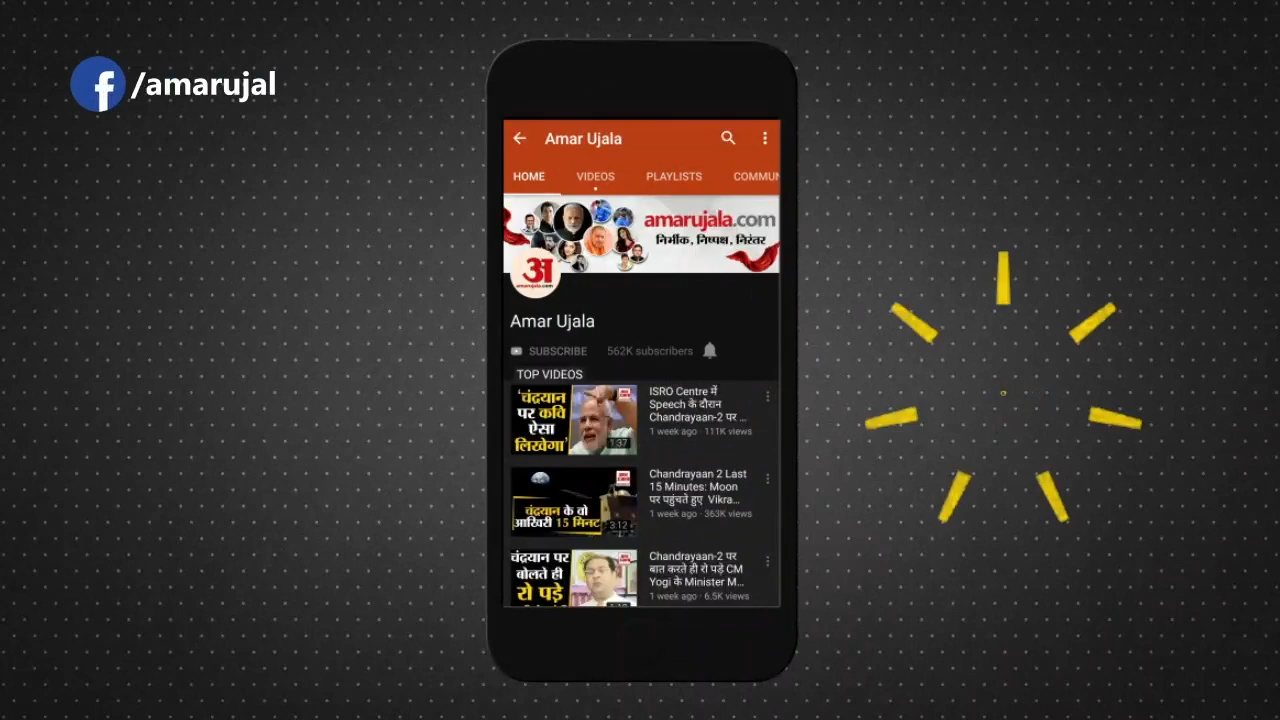 /amarujal
Amar Ujala
HOME VIDEOS PLAYLISTS COMMUN
amarujala.com
निर्भीक, निष्पक्ष, निरंतर
अ
amarujala.com
Amar Ujala
SUBSCRIBE 562K subscribers
TOP VIDEOS
'चंद्रयान
पर कवि
ऐसा
लिखेगा'
1:37
ISRO Centre में
Speech के दौरान
Chandrayaan-2 पर ...
1 week ago · 111K views
चंद्रयान के वो
आखिरी 15 मिनट
3:12
Chandrayaan 2 Last
15 Minutes: Moon
पर पहुंचते हुए Vikra...
1 week ago · 363K views
चंद्रयान पर
बोलते ही
रो पड़े
Chandrayaan-2 पर
बात करते ही रो पड़े CM
Yogi के Minister M...
1 week ago · 6.5K views